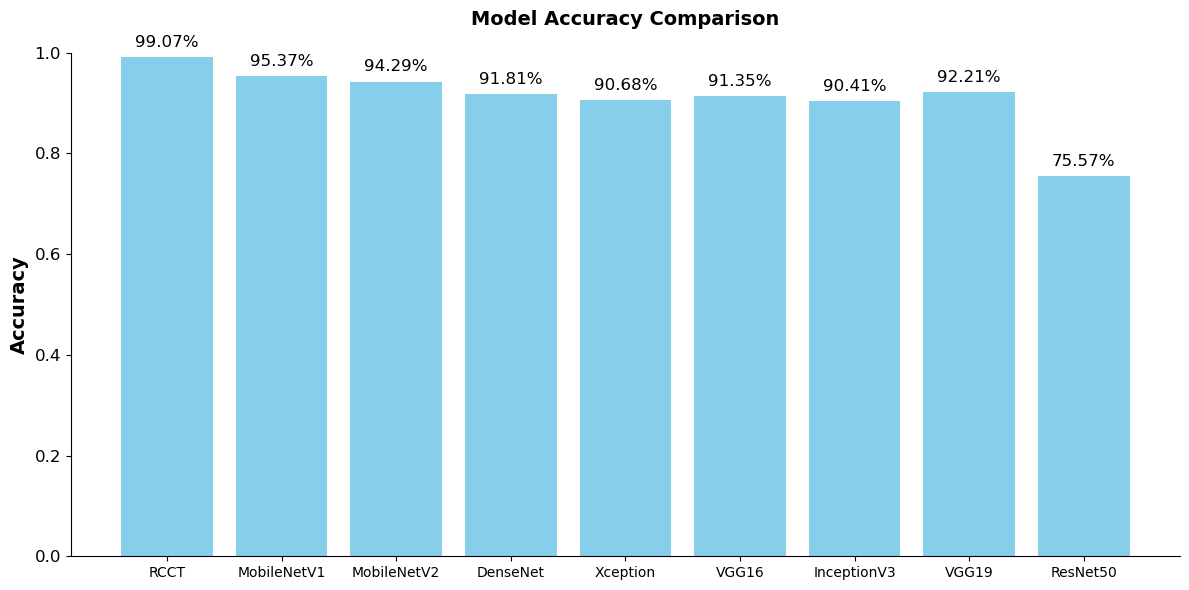 Model Accuracy Comparison
99.07%
95.37%
94.29%
91.81%
90.68%
91.35%
90.41%
92.21%
75.57%
1.0
0.8
0.6
0.4
0.2
0.0
Accuracy
RCCT
MobileNetV1
MobileNetV2
DenseNet
Xception
VGG16
InceptionV3
VGG19
ResNet50